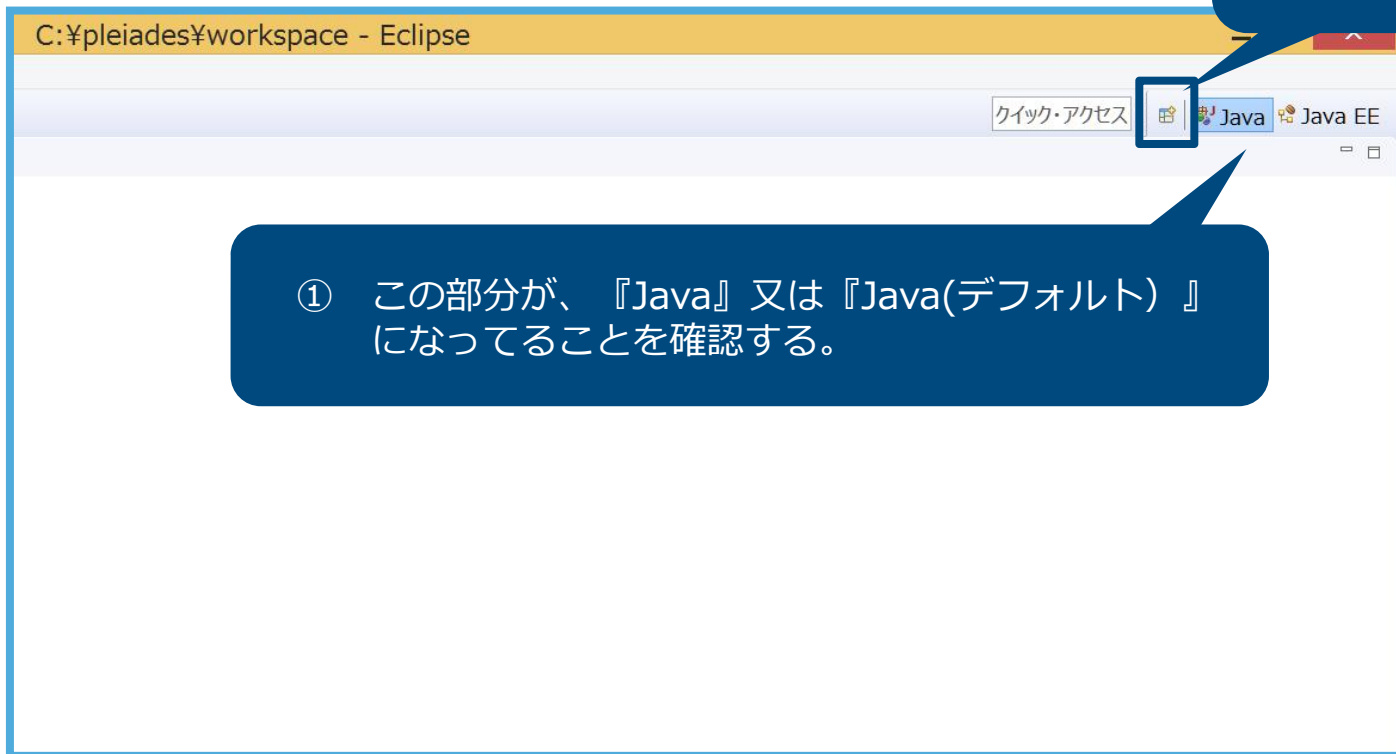 C:¥pleiades¥workspace - Eclipse
クイック・アクセス Java Java EE
① この部分が、『Java』又は『Java(デフォルト）』
になってることを確認する。